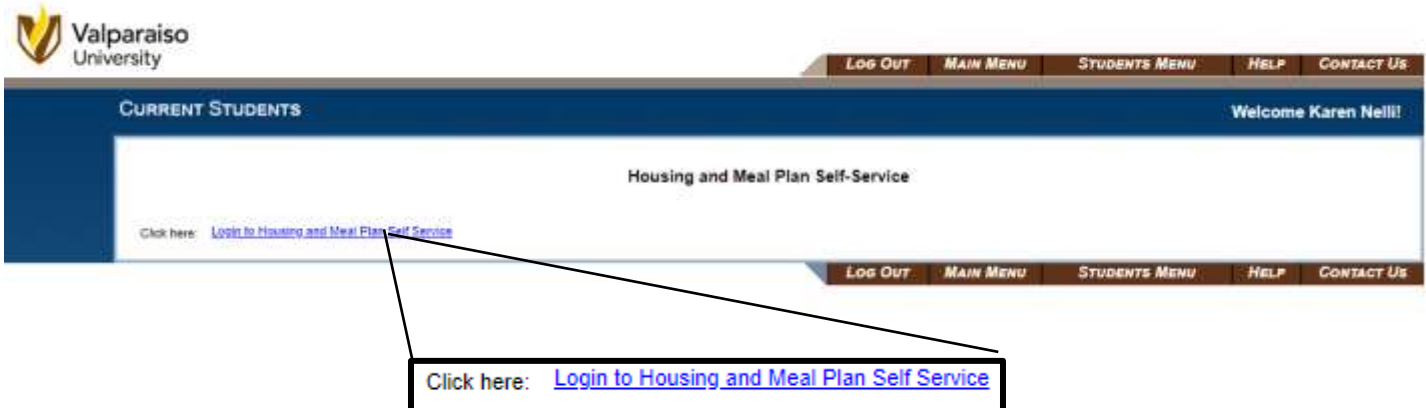 Valparaiso
University
LOG OUT MAIN MENU STUDENTS MENU HELP CONTACT US
CURRENT STUDENTS Welcome Karen Nelli!
Housing and Meal Plan Self-Service
Click here: Login to Housing and Meal Plan Self Service
LOG OUT MAIN MENU STUDENTS MENU HELP CONTACT US
Click here: Login to Housing and Meal Plan Self Service